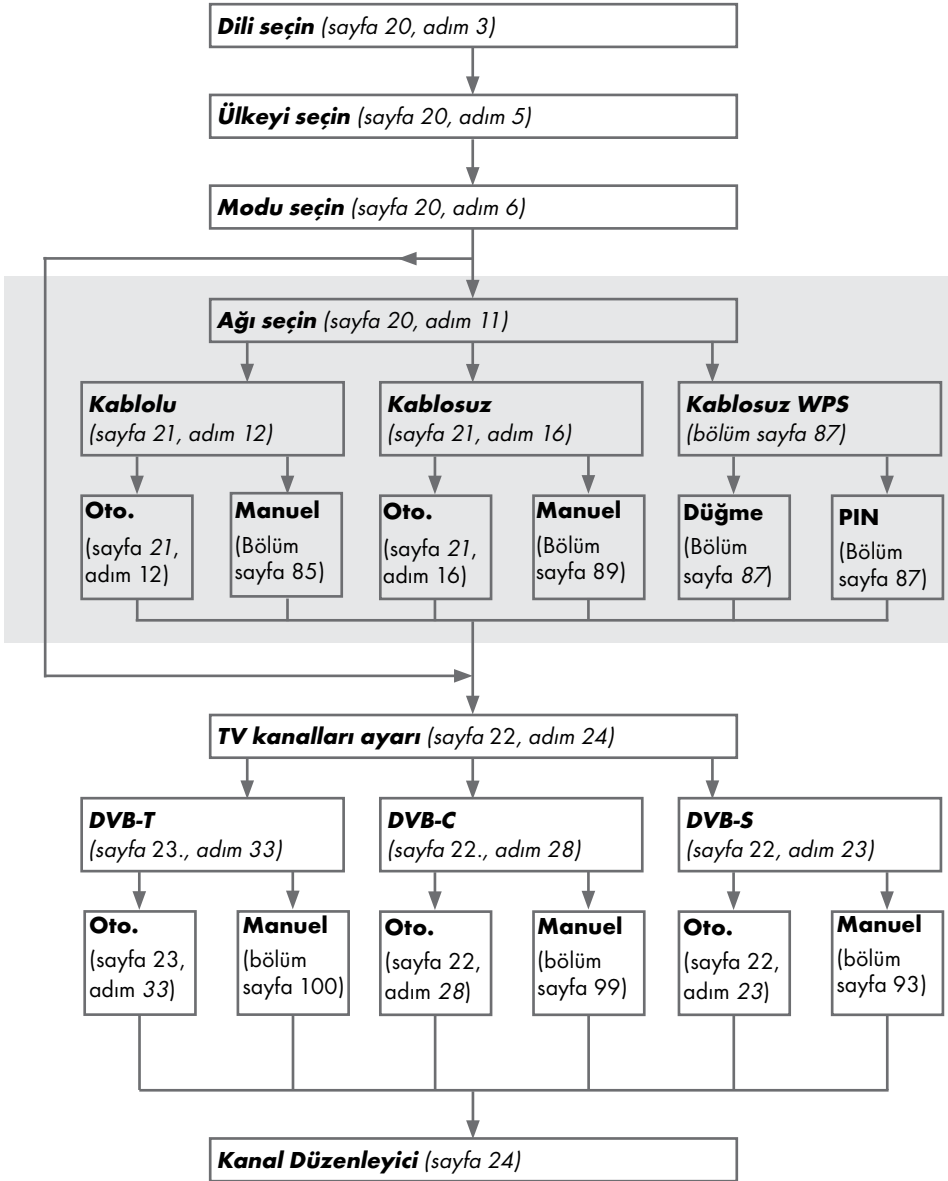 Dili seçin (sayfa 20, adım 3)
Ülkeyi seçin (sayfa 20, adım 5)
Modu seçin (sayfa 20, adım 6)
Ağı seçin (sayfa 20, adım 11)
Kablolu
(sayfa 21, adım 12)
Kablosuz
(sayfa 21, adım 16)
Kablosuz WPS
(bölüm sayfa 87)
Oto.
(sayfa 21,
adım 12)
Manuel
(Bölüm
sayfa 85)
Oto.
(sayfa 21,
adım 16)
Manuel
(Bölüm
sayfa 89)
Düğme
(Bölüm
sayfa 87)
PIN
(Bölüm
sayfa 87)
TV kanalları ayarı (sayfa 22, adım 24)
DVB-T
(sayfa 23., adım 33)
DVB-C
(sayfa 22., adım 28)
DVB-S
(sayfa 22, adım 23)
Oto.
(sayfa 23,
adım 33)
Manuel
(bölüm
sayfa 100)
Oto.
(sayfa 22,
adım 28)
Manuel
(bölüm
sayfa 99)
Oto.
(sayfa 22,
adım 23)
Manuel
(bölüm
sayfa 93)
Kanal Düzenleyici (sayfa 24)